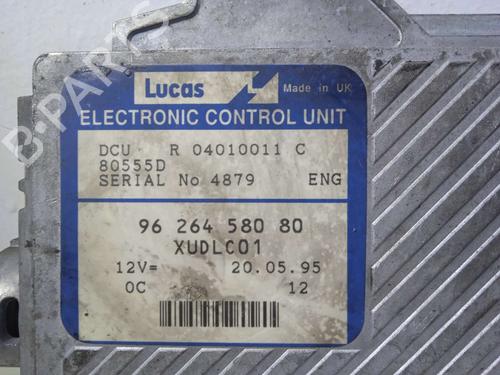 Lucas
Made in UK
ELECTRONIC CONTROL UNIT
DCU R 04010011 C
80555D
SERIAL No 4879 ENG
96 264 580 80
XUDLC01
12V= 20.05.95
0C 12
B-PARTS